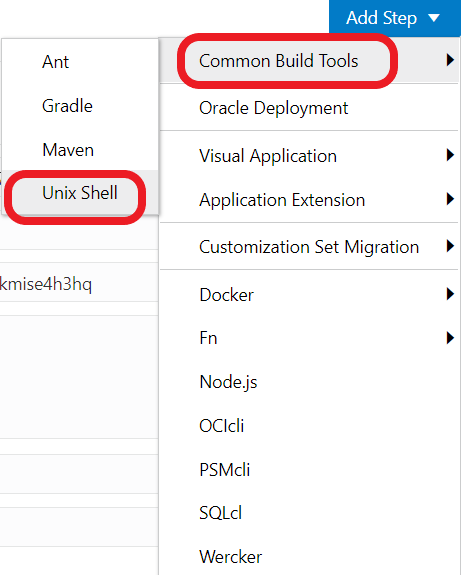 Add Step
Common Build Tools
Ant
Gradle
Maven
Unix Shell
Oracle Deployment
Visual Application
Application Extension
Customization Set Migration
Docker
Fn
Node.js
OCIcli
PSMcli
SQLcl
Wercker
kmise4h3hq